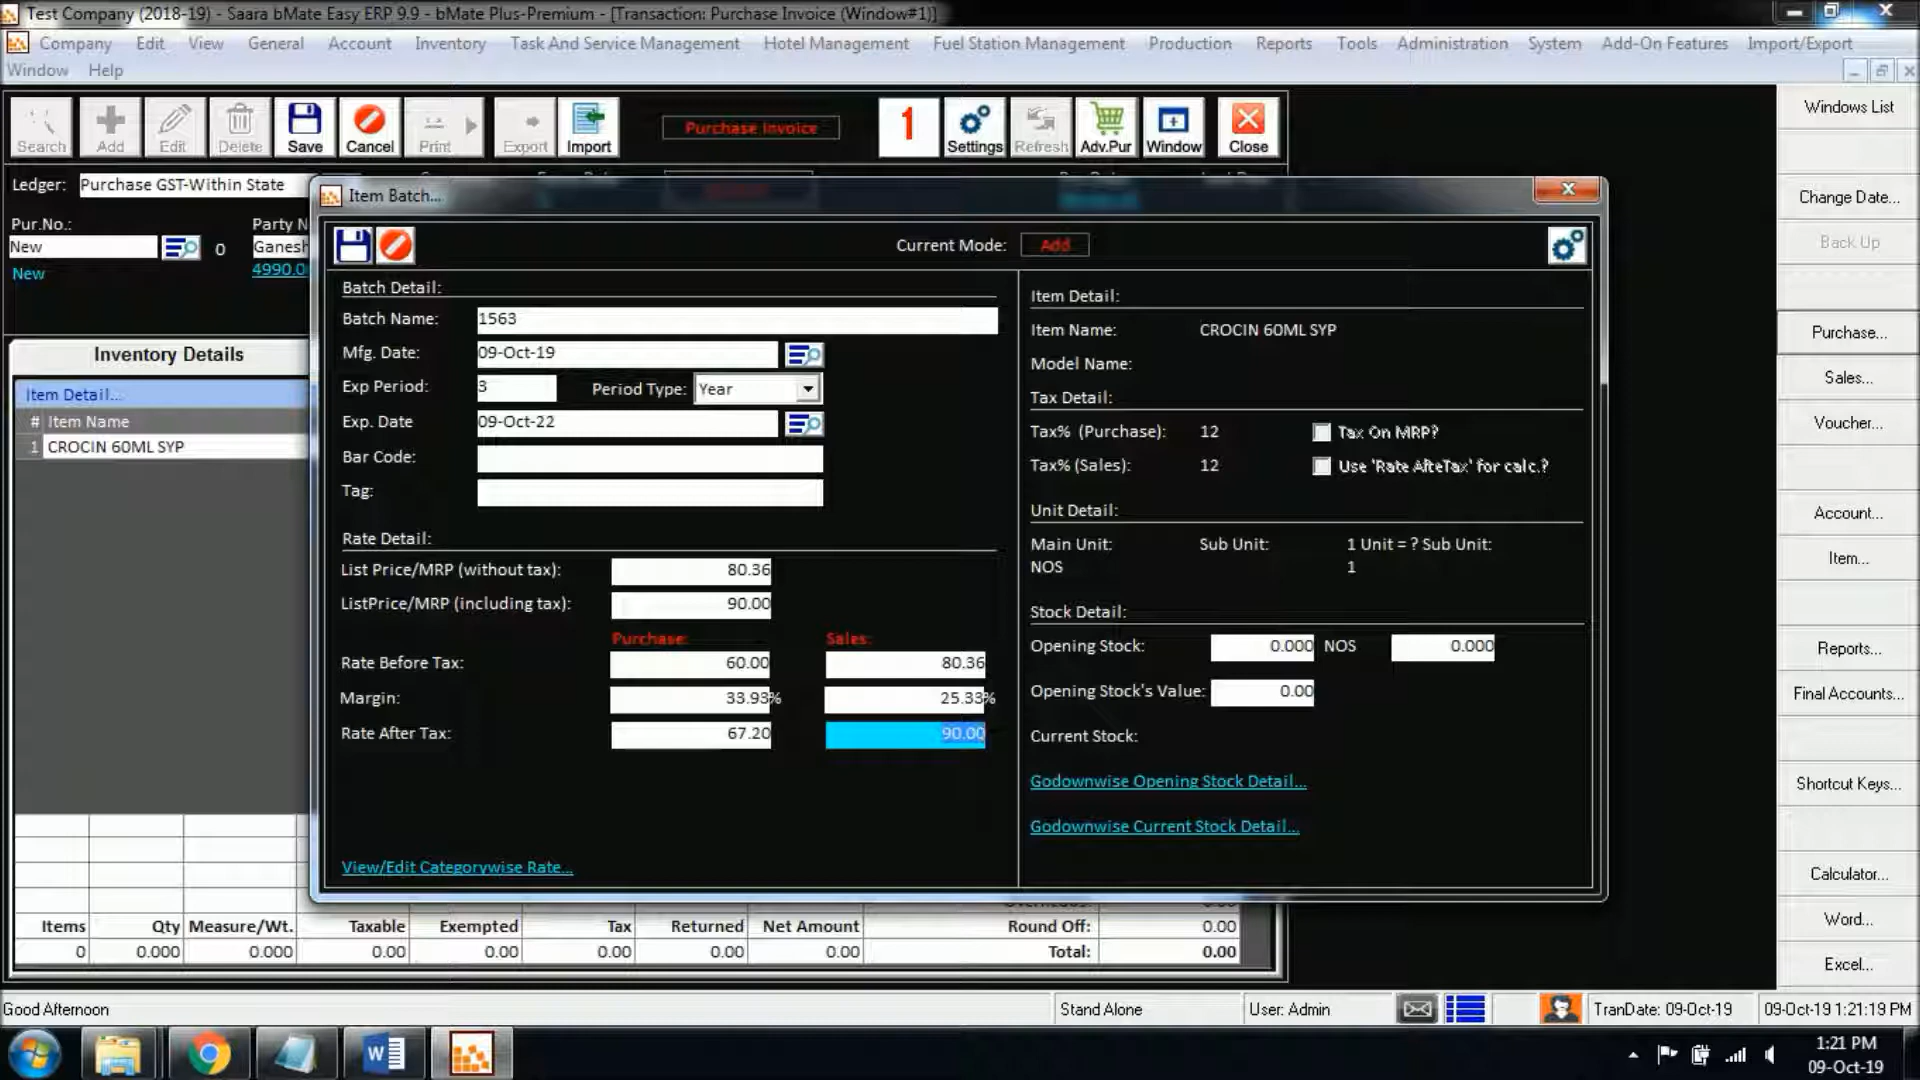 Test Company (2018-19) - Saara bMate Easy ERP 9.9 - bMate Plus-Premium - [Transaction: Purchase Invoice (Window#1)]
Company Edit View General Account Inventory Task And Service Management Hotel Management Fuel Station Management Production Reports Tools Administration System Add-On Features Import/Export
Window Help
Search Add Edit Delete Save Cancel Print Export Import Purchase Invoice 1 Settings Refresh Adv.Pur Window Close
Windows List
Change Date...
Back Up
Purchase...
Sales...
Voucher...
Account...
Item...
Reports...
Final Accounts...
Shortcut Keys...
Calculator...
Word...
Excel...
Ledger: Purchase GST-Within State
Pur.No.: Party N
New 0 Ganesh
New 4990.0
Inventory Details
Item Detail...
# Item Name
1 CROCIN 60ML SYP
Item Batch...
Current Mode: Add
Batch Detail:
Batch Name: 1563
Mfg. Date: 09-Oct-19
Exp Period: 3 Period Type: Year
Exp. Date 09-Oct-22
Bar Code:
Tag:
Rate Detail:
List Price/MRP (without tax): 80.36
ListPrice/MRP (including tax): 90.00
Purchase: Sales:
Rate Before Tax: 60.00 80.36
Margin: 33.93% 25.33%
Rate After Tax: 67.20 90.00
View/Edit Categorywise Rate...
Item Detail:
Item Name: CROCIN 60ML SYP
Model Name:
Tax Detail:
Tax% (Purchase): 12 Tax On MRP?
Tax% (Sales): 12 Use 'Rate AfteTax' for calc.?
Unit Detail:
Main Unit: Sub Unit: 1 Unit = ? Sub Unit:
NOS 1
Stock Detail:
Opening Stock: 0.000 NOS 0.000
Opening Stock's Value: 0.00
Current Stock:
Godownwise Opening Stock Detail...
Godownwise Current Stock Detail...
Items Qty Measure/Wt. Taxable Exempted Tax Returned Net Amount Round Off: 0.00
0 0.000 0.000 0.00 0.00 0.00 0.00 0.00 Total: 0.00
Good Afternoon Stand Alone User: Admin TranDate: 09-Oct-19 09-Oct-19 1:21:19 PM
1:21 PM
09-Oct-19